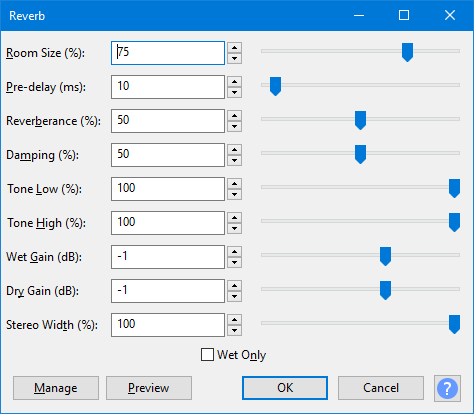 Reverb
Room Size (%): 75
Pre-delay (ms): 10
Reverberance (%): 50
Damping (%): 50
Tone Low (%): 100
Tone High (%): 100
Wet Gain (dB): -1
Dry Gain (dB): -1
Stereo Width (%): 100
Wet Only
Manage Preview OK Cancel ?